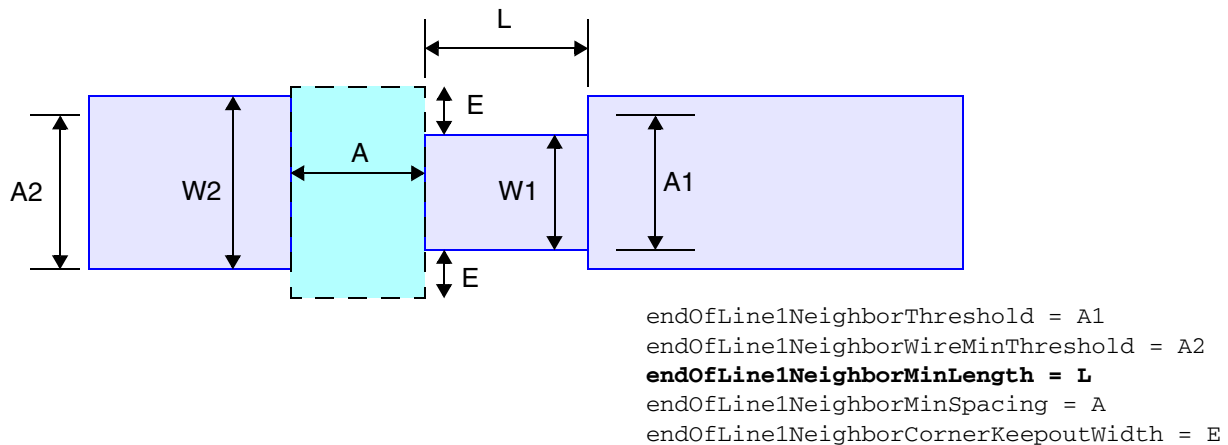 L
E
A
A2
W2
W1
A1
E
endOfLine1NeighborThreshold = A1
endOfLine1NeighborWireMinThreshold = A2
endOfLine1NeighborMinLength = L
endOfLine1NeighborMinSpacing = A
endOfLine1NeighborCornerKeepoutWidth = E